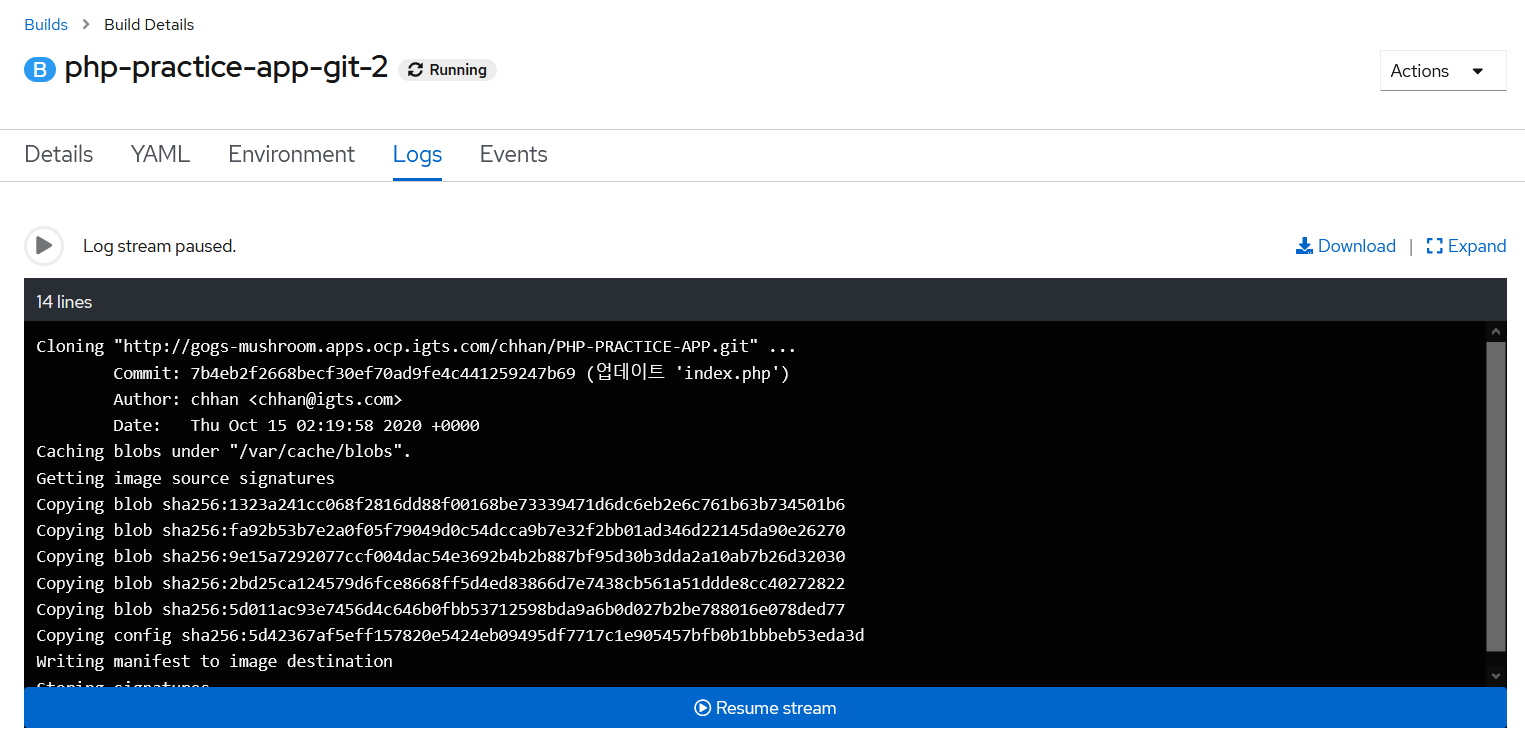 Builds > Build Details
B php-practice-app-git-2 Running
Actions
Details YAML Environment Logs Events
Log stream paused.
Download | Expand
14 lines
Cloning "http://gogs-mushroom.apps.ocp.igts.com/chhan/PHP-PRACTICE-APP.git" ...
Commit: 7b4eb2f2668becf30ef70ad9fe4c441259247b69 (업데이트 'index.php')
Author: chhan <chhan@igts.com>
Date: Thu Oct 15 02:19:58 2020 +0000
Caching blobs under "/var/cache/blobs".
Getting image source signatures
Copying blob sha256:1323a241cc068f2816dd88f00168be73339471d6dc6eb2e6c761b63b734501b6
Copying blob sha256:fa92b53b7e2a0f05f79049d0c54dcca9b7e32f2bb01ad346d22145da90e26270
Copying blob sha256:9e15a7292077ccf004dac54e3692b4b2b887bf95d30b3dda2a10ab7b26d32030
Copying blob sha256:2bd25ca124579d6fce8668ff5d4ed83866d7e7438cb561a51ddde8cc40272822
Copying blob sha256:5d011ac93e7456d4c646b0fbb53712598bda9a6b0d027b2be788016e078ded77
Copying config sha256:5d42367af5eff157820e5424eb09495df7717c1e905457bfb0b1bbbeb53eda3d
Writing manifest to image destination
Storing signatures
Resume stream